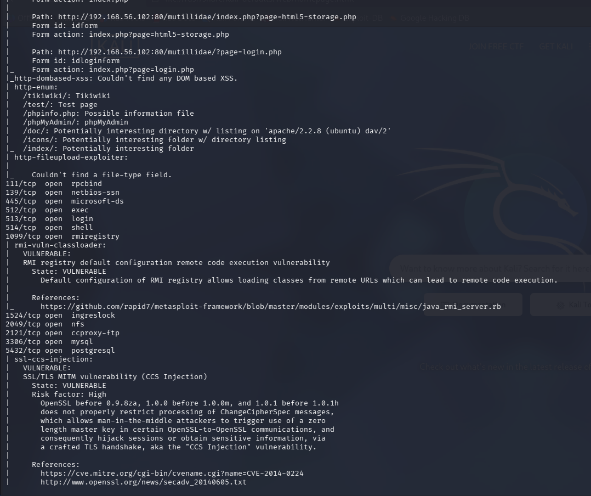 |     Form action: index.php?page=html5-storage.php
|
|     Path: http://192.168.56.102:80/mutillidae/index.php?page=html5-storage.php
|     Form id: idform
|     Form action: index.php?page=html5-storage.php
|
|     Path: http://192.168.56.102:80/mutillidae/?page=login.php
|     Form id: idloginform
|_    Form action: index.php?page=login.php
|_http-dombased-xss: Couldn't find any DOM based XSS.
| http-enum:
|   /tikiwiki/: Tikiwiki
|   /test/: Test page
|   /phpinfo.php: Possible information file
|   /phpMyAdmin/: phpMyAdmin
|   /doc/: Potentially interesting directory w/ listing on 'apache/2.2.8 (ubuntu) dav/2'
|   /icons/: Potentially interesting folder w/ directory listing
|_  /index/: Potentially interesting folder
| http-fileupload-exploiter:
|
|_    Couldn't find a file-type field.
111/tcp  open  rpcbind
139/tcp  open  netbios-ssn
445/tcp  open  microsoft-ds
512/tcp  open  exec
513/tcp  open  login
514/tcp  open  shell
1099/tcp open  rmiregistry
| rmi-vuln-classloader:
|   VULNERABLE:
|   RMI registry default configuration remote code execution vulnerability
|     State: VULNERABLE
|       Default configuration of RMI registry allows loading classes from remote URLs which can lead to remote code execution.
|
|     References:
|_      https://github.com/rapid7/metasploit-framework/blob/master/modules/exploits/multi/misc/java_rmi_server.rb
1524/tcp open  ingreslock
2049/tcp open  nfs
2121/tcp open  ccproxy-ftp
3306/tcp open  mysql
5432/tcp open  postgresql
| ssl-ccs-injection:
|   VULNERABLE:
|   SSL/TLS MITM vulnerability (CCS Injection)
|     State: VULNERABLE
|     Risk factor: High
|       OpenSSL before 0.9.8za, 1.0.0 before 1.0.0m, and 1.0.1 before 1.0.1h
|       does not properly restrict processing of ChangeCipherSpec messages,
|       which allows man-in-the-middle attackers to trigger use of a zero
|       length master key in certain OpenSSL-to-OpenSSL communications, and
|       consequently hijack sessions or obtain sensitive information, via
|       a crafted TLS handshake, aka the "CCS Injection" vulnerability.
|
|     References:
|       https://cve.mitre.org/cgi-bin/cvename.cgi?name=CVE-2014-0224
|       http://www.openssl.org/news/secadv_20140605.txt